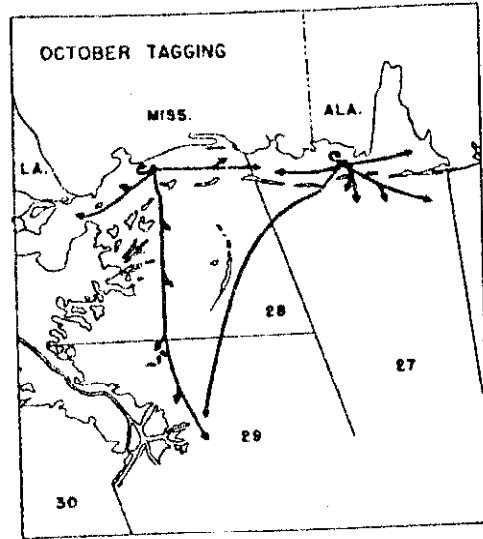 OCTOBER TAGGING
MISS.
ALA.
LA.
28
27
29
30